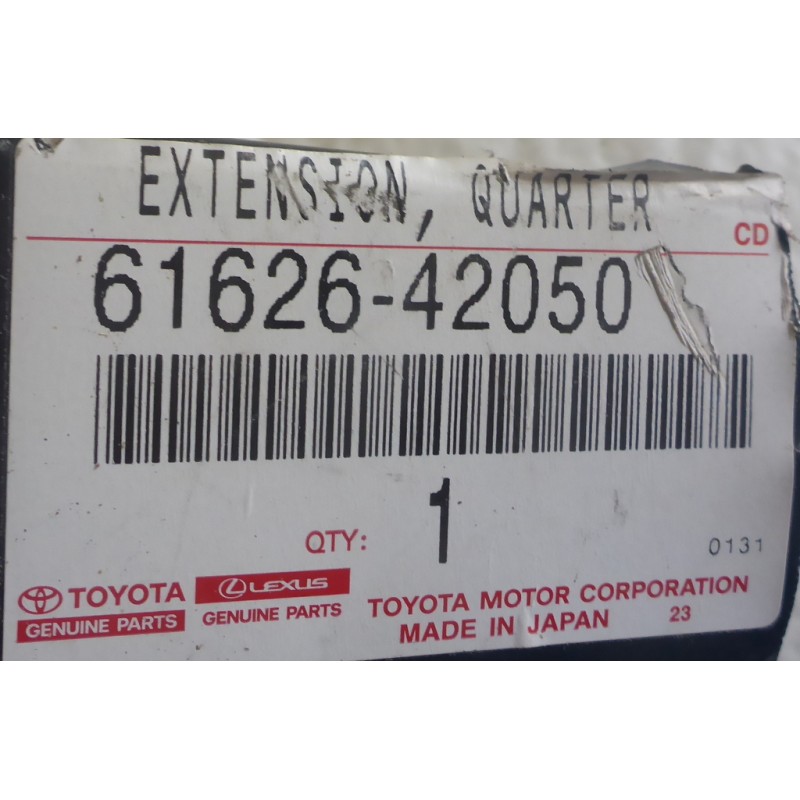 EXTENSION, QUARTER
CD
61626-42050
QTY: 1
0131
TOYOTA
GENUINE PARTS
LEXUS
GENUINE PARTS
TOYOTA MOTOR CORPORATION
MADE IN JAPAN 23